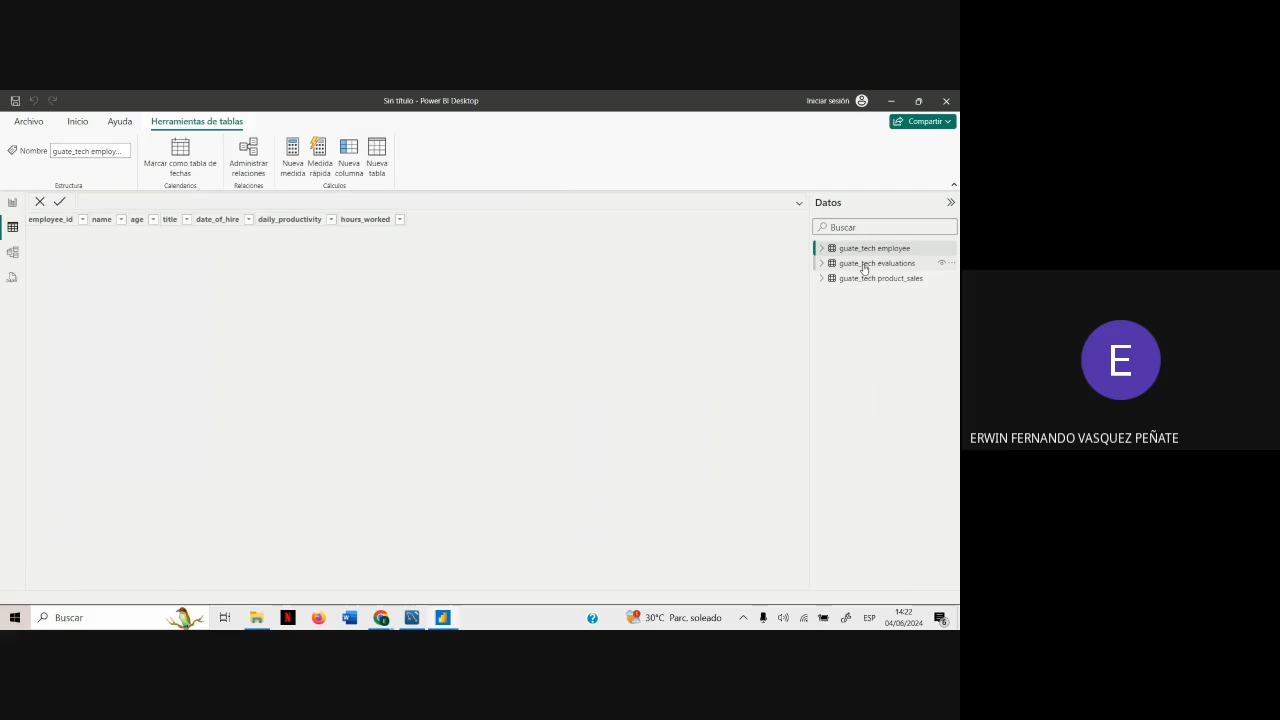 Sin título - Power BI Desktop
Iniciar sesión
Archivo
Inicio
Ayuda
Herramientas de tablas
Compartir
Nombre
guate_tech employ...
Marcar como tabla de fechas
Administrar relaciones
Nueva medida
Medida rápida
Nueva columna
Nueva tabla
Estructura
Calendarios
Relaciones
Cálculos
employee_id
name
age
title
date_of_hire
daily_productivity
hours_worked
Datos
Buscar
guate_tech employee
guate_tech evaluations
guate_tech product_sales
E
ERWIN FERNANDO VASQUEZ PEÑATE
Buscar
30°C Parc. soleado
ESP
14:22
04/06/2024